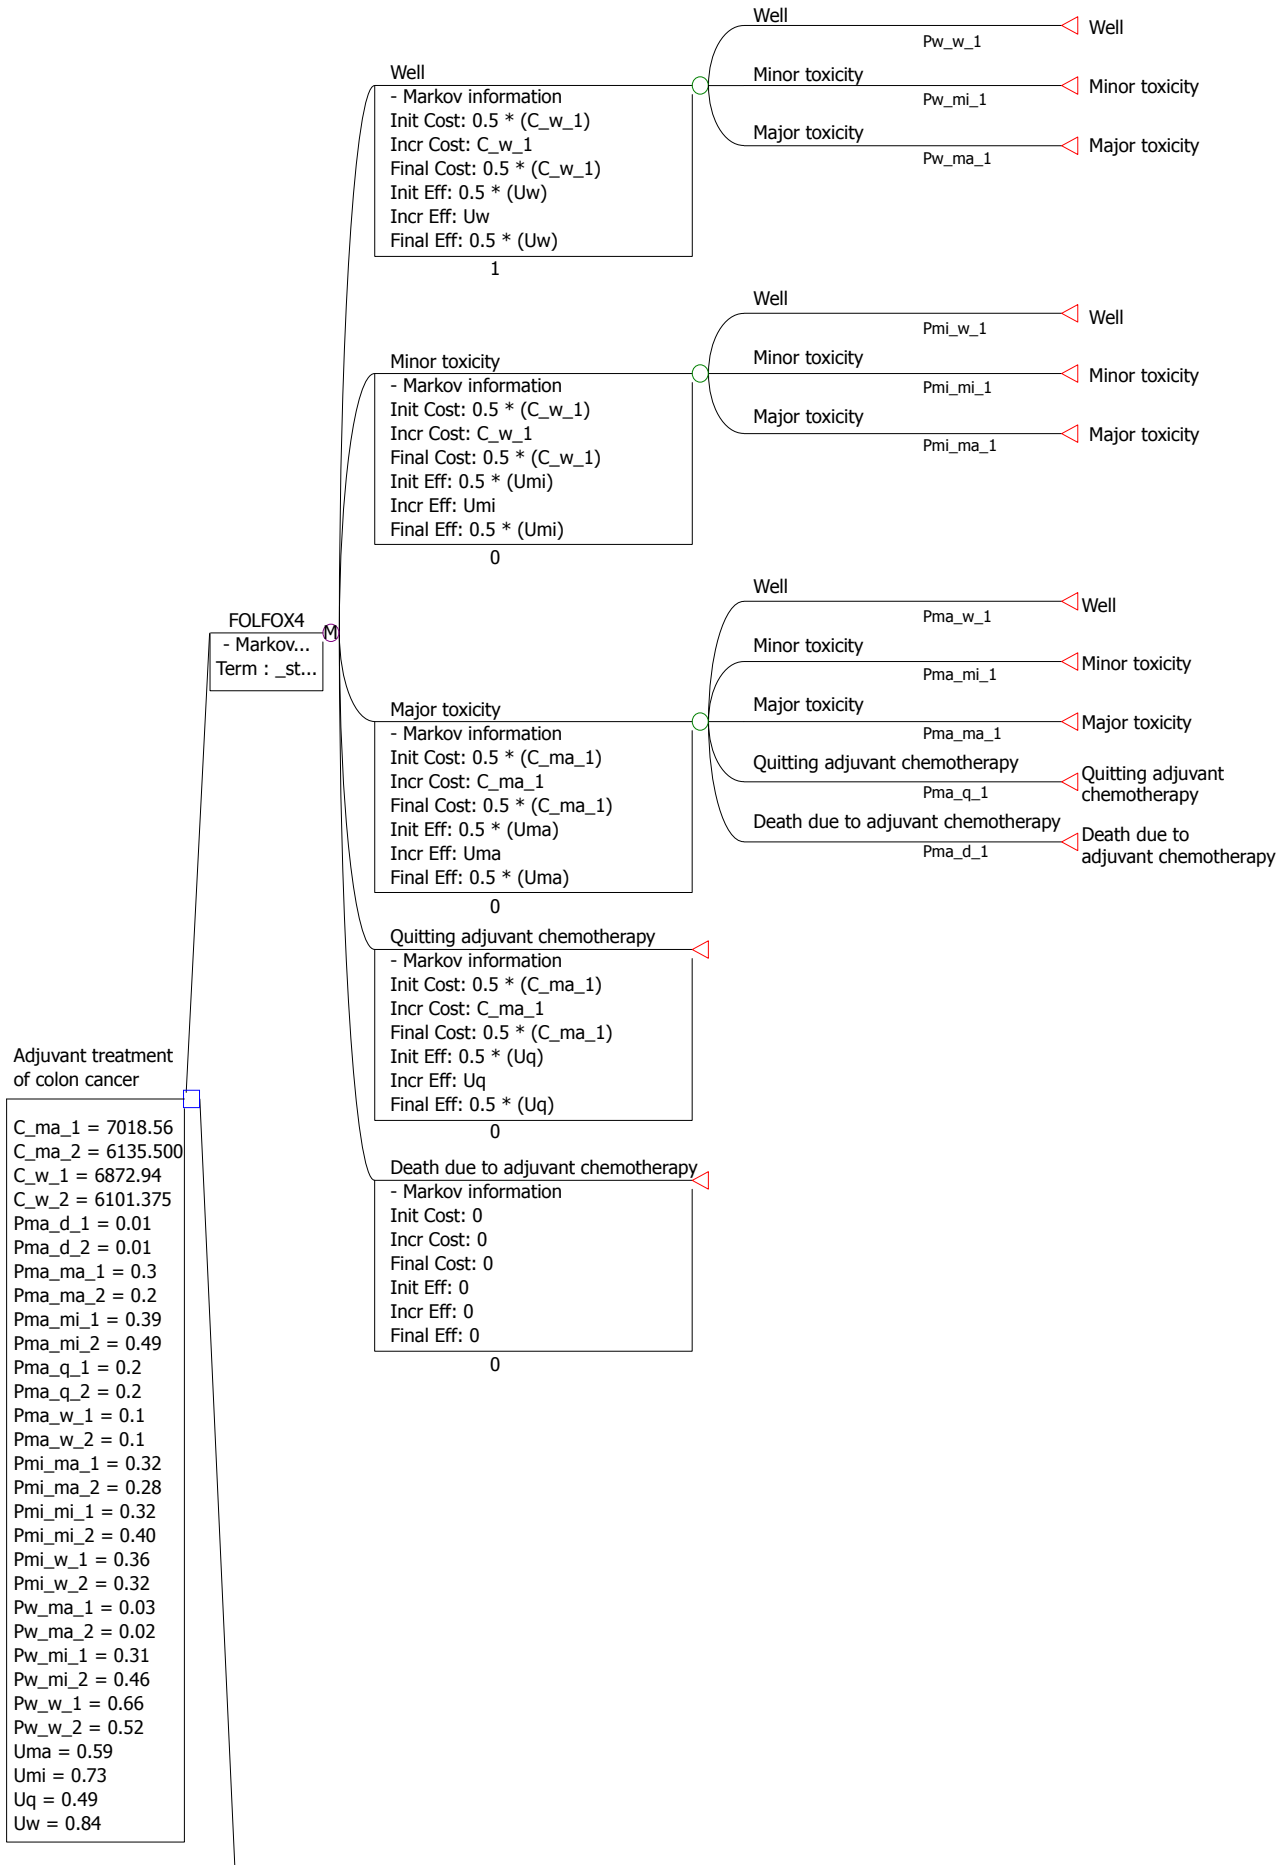 Well
Pw_w_1
Well
Minor toxicity
Pw_mi_1
Minor toxicity
Major toxicity
Pw_ma_1
Major toxicity
Well
- Markov information
Init Cost: 0.5 * (C_w_1)
Incr Cost: C_w_1
Final Cost: 0.5 * (C_w_1)
Init Eff: 0.5 * (Uw)
Incr Eff: Uw
Final Eff: 0.5 * (Uw)
1
Well
Pmi_w_1
Well
Minor toxicity
Pmi_mi_1
Minor toxicity
Major toxicity
Pmi_ma_1
Major toxicity
Minor toxicity
- Markov information
Init Cost: 0.5 * (C_w_1)
Incr Cost: C_w_1
Final Cost: 0.5 * (C_w_1)
Init Eff: 0.5 * (Umi)
Incr Eff: Umi
Final Eff: 0.5 * (Umi)
0
FOLFOX4
M
- Markov...
Term : _st...
Well
Pma_w_1
Well
Minor toxicity
Pma_mi_1
Minor toxicity
Major toxicity
Pma_ma_1
Major toxicity
Quitting adjuvant chemotherapy
Pma_q_1
Quitting adjuvant
chemotherapy
Death due to adjuvant chemotherapy
Pma_d_1
Death due to
adjuvant chemotherapy
Major toxicity
- Markov information
Init Cost: 0.5 * (C_ma_1)
Incr Cost: C_ma_1
Final Cost: 0.5 * (C_ma_1)
Init Eff: 0.5 * (Uma)
Incr Eff: Uma
Final Eff: 0.5 * (Uma)
0
Quitting adjuvant chemotherapy
- Markov information
Init Cost: 0.5 * (C_ma_1)
Incr Cost: C_ma_1
Final Cost: 0.5 * (C_ma_1)
Init Eff: 0.5 * (Uq)
Incr Eff: Uq
Final Eff: 0.5 * (Uq)
0
Death due to adjuvant chemotherapy
- Markov information
Init Cost: 0
Incr Cost: 0
Final Cost: 0
Init Eff: 0
Incr Eff: 0
Final Eff: 0
0
Adjuvant treatment
of colon cancer
C_ma_1 = 7018.56
C_ma_2 = 6135.500
C_w_1 = 6872.94
C_w_2 = 6101.375
Pma_d_1 = 0.01
Pma_d_2 = 0.01
Pma_ma_1 = 0.3
Pma_ma_2 = 0.2
Pma_mi_1 = 0.39
Pma_mi_2 = 0.49
Pma_q_1 = 0.2
Pma_q_2 = 0.2
Pma_w_1 = 0.1
Pma_w_2 = 0.1
Pmi_ma_1 = 0.32
Pmi_ma_2 = 0.28
Pmi_mi_1 = 0.32
Pmi_mi_2 = 0.40
Pmi_w_1 = 0.36
Pmi_w_2 = 0.32
Pw_ma_1 = 0.03
Pw_ma_2 = 0.02
Pw_mi_1 = 0.31
Pw_mi_2 = 0.46
Pw_w_1 = 0.66
Pw_w_2 = 0.52
Uma = 0.59
Umi = 0.73
Uq = 0.49
Uw = 0.84